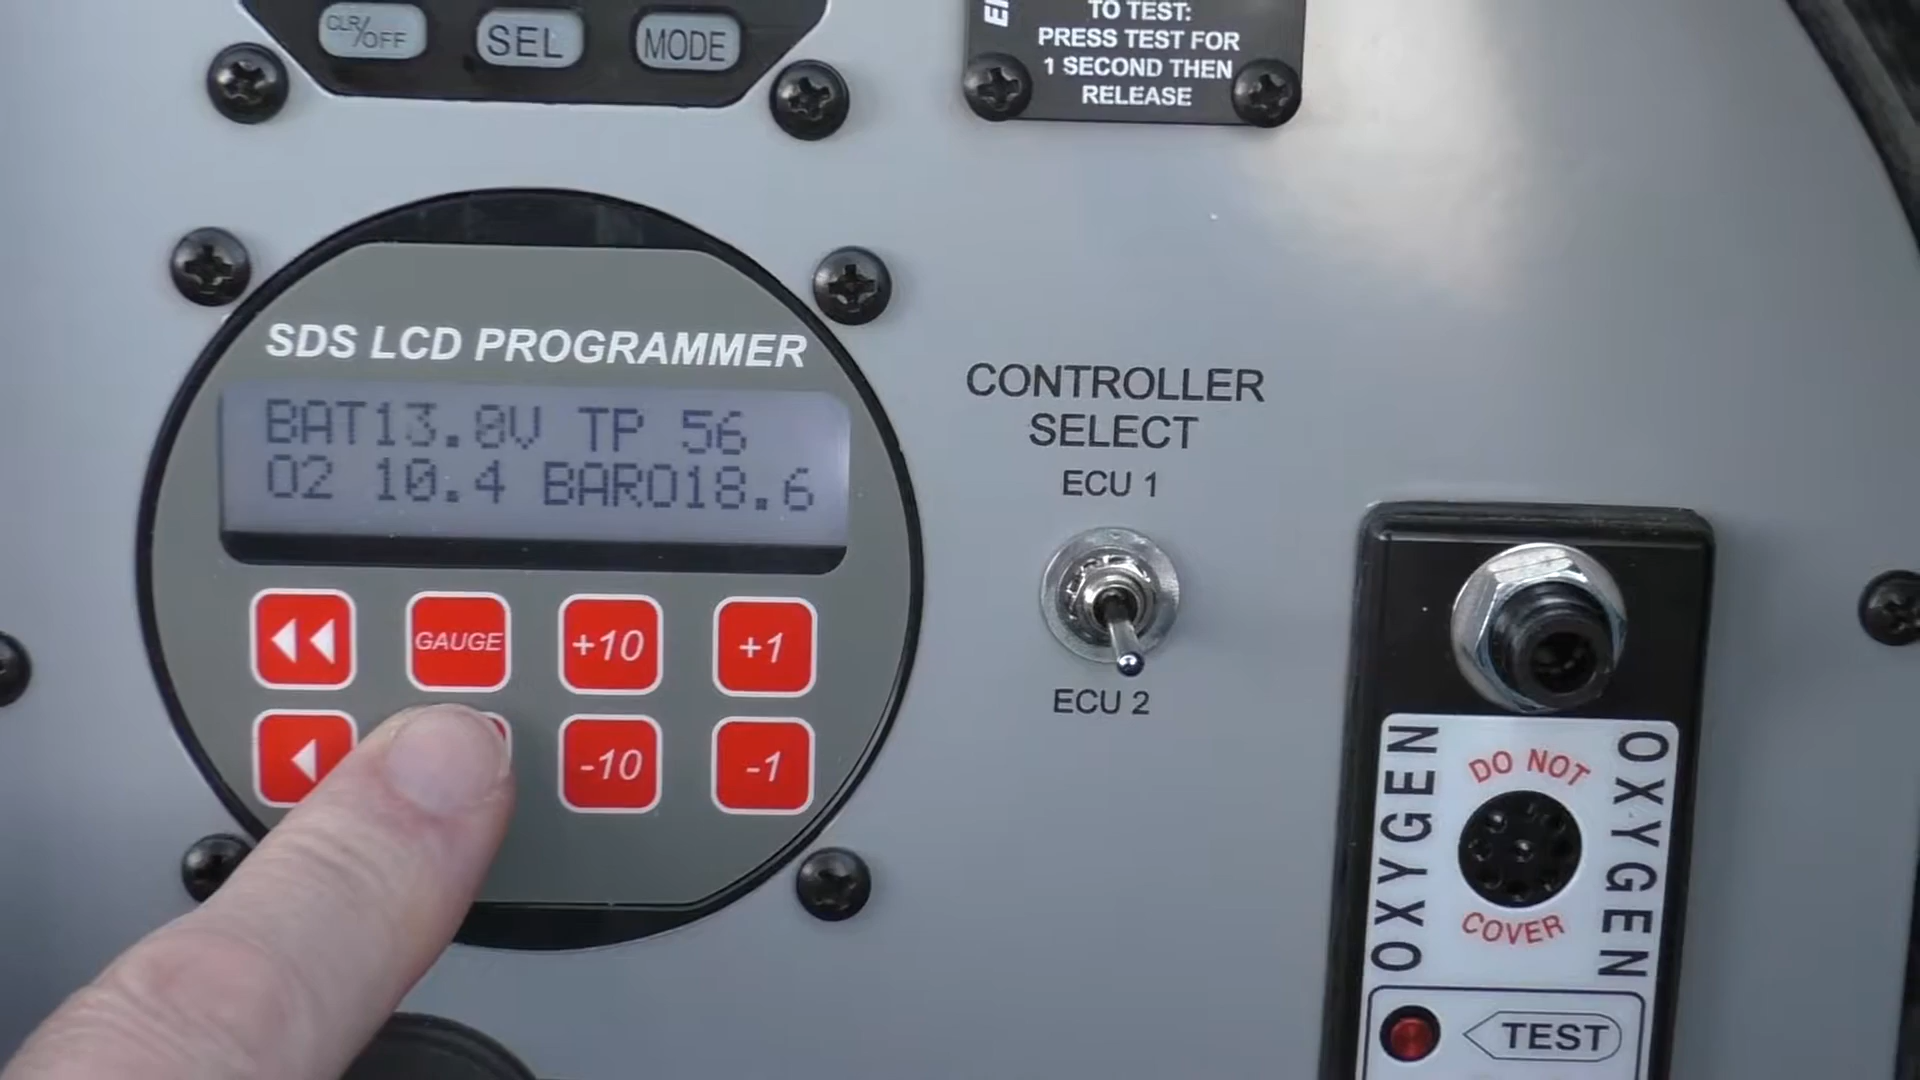 CLR/OFF
SEL
MODE
TO TEST:
PRESS TEST FOR
1 SECOND THEN
RELEASE
SDS LCD PROGRAMMER
BAT13.0V TP 56
O2 10.4 BARO18.6
GAUGE
+10
+1
-10
-1
CONTROLLER
SELECT
ECU 1
ECU 2
OXYGEN
DO NOT
COVER
OXYGEN
TEST